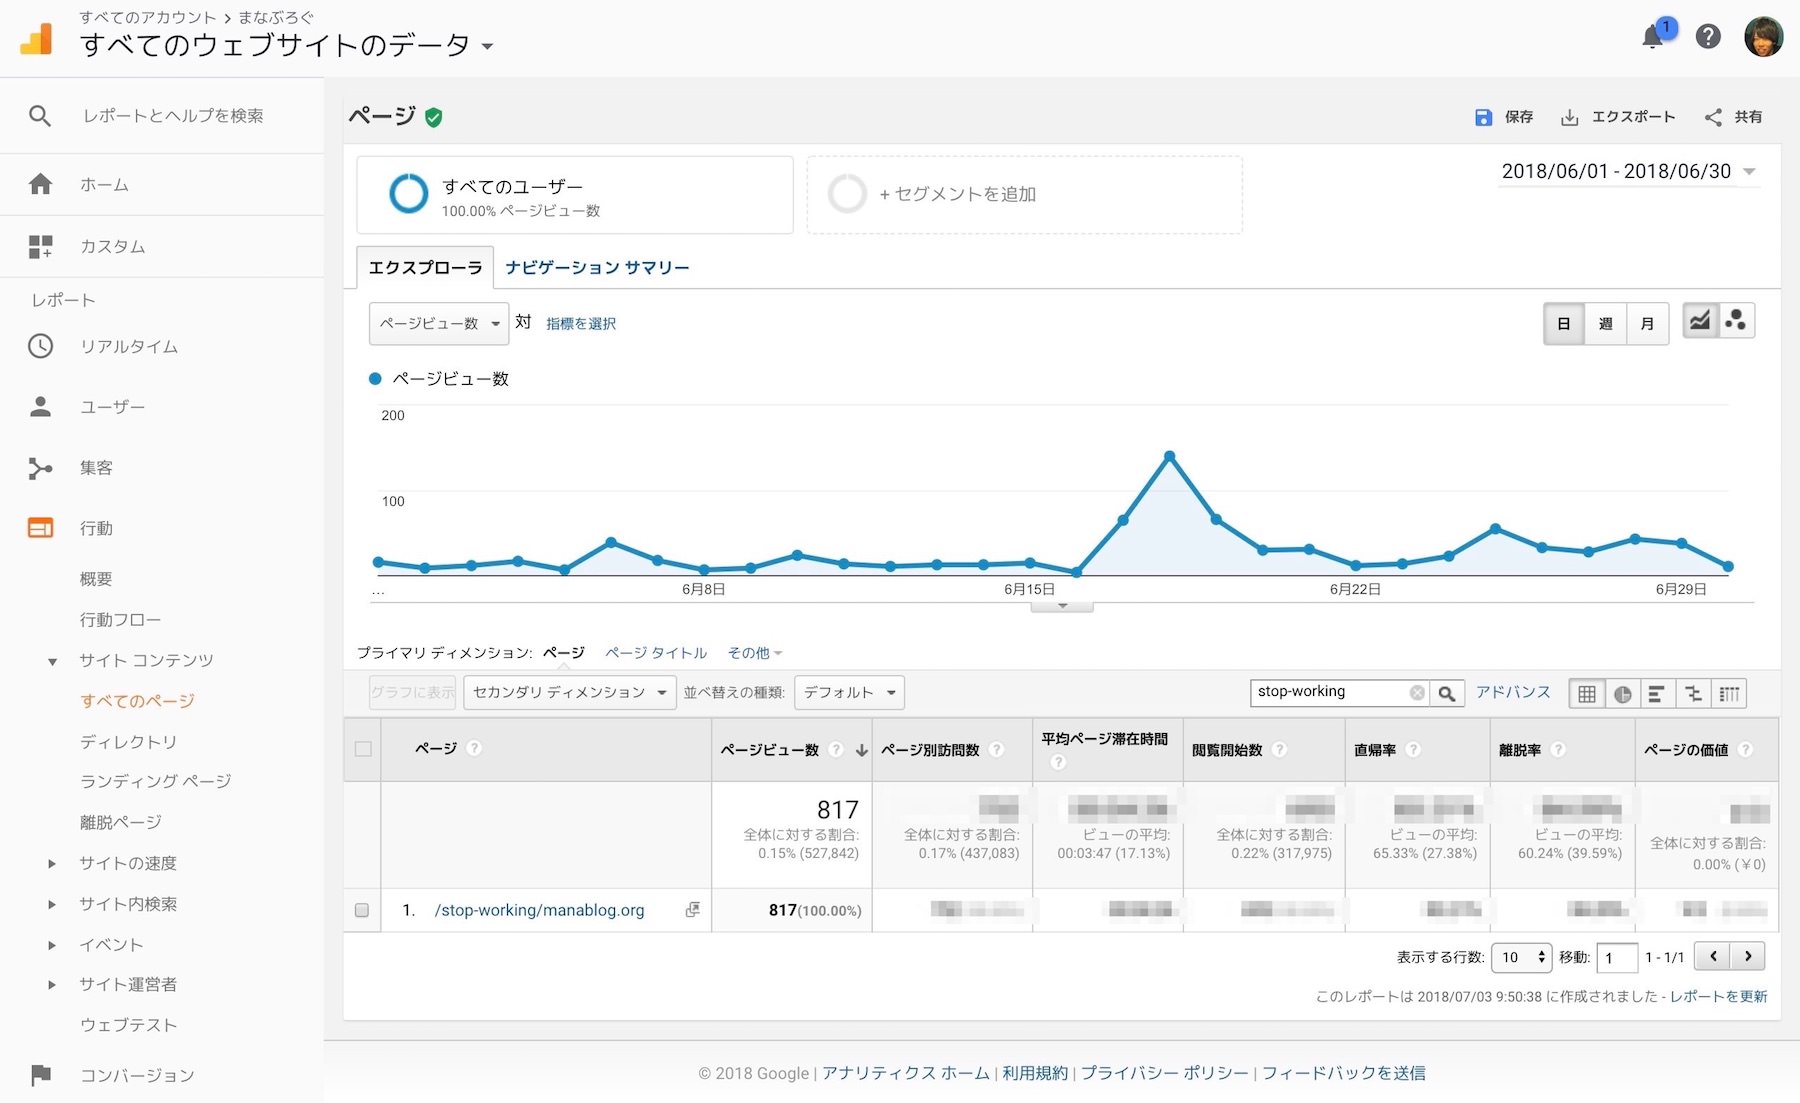 すべてのアカウント > まなぶろぐ
すべてのウェブサイトのデータ
1
レポートとヘルプを検索
ホーム
カスタム
レポート
リアルタイム
ユーザー
集客
行動
概要
行動フロー
サイト コンテンツ
すべてのページ
ディレクトリ
ランディング ページ
離脱ページ
サイトの速度
サイト内検索
イベント
サイト運営者
ウェブテスト
コンバージョン
ページ
保存 エクスポート 共有
すべてのユーザー
100.00% ページビュー数
+ セグメントを追加
2018/06/01 - 2018/06/30
エクスプローラ ナビゲーション サマリー
ページビュー数 対 指標を選択
日 週 月
ページビュー数
200
100
... 6月8日 6月15日 6月22日 6月29日
プライマリ ディメンション: ページ ページ タイトル その他
グラフに表示 セカンダリ ディメンション 並べ替えの種類: デフォルト stop-working アドバンス
ページ ? ページビュー数 ? ページ別訪問数 ? 平均ページ滞在時間 ? 閲覧開始数 ? 直帰率 ? 離脱率 ? ページの価値 ?
817
全体に対する割合: 全体に対する割合: ビューの平均: 全体に対する割合: ビューの平均: ビューの平均: 全体に対する割合:
0.15% (527,842) 0.17% (437,083) 00:03:47 (17.13%) 0.22% (317,975) 65.33% (27.38%) 60.24% (39.59%) 0.00% (¥0)
1. /stop-working/manablog.org 817(100.00%)
表示する行数: 10 移動: 1 1 - 1/1
このレポートは 2018/07/03 9:50:38 に作成されました - レポートを更新
© 2018 Google | アナリティクス ホーム | 利用規約 | プライバシー ポリシー | フィードバックを送信